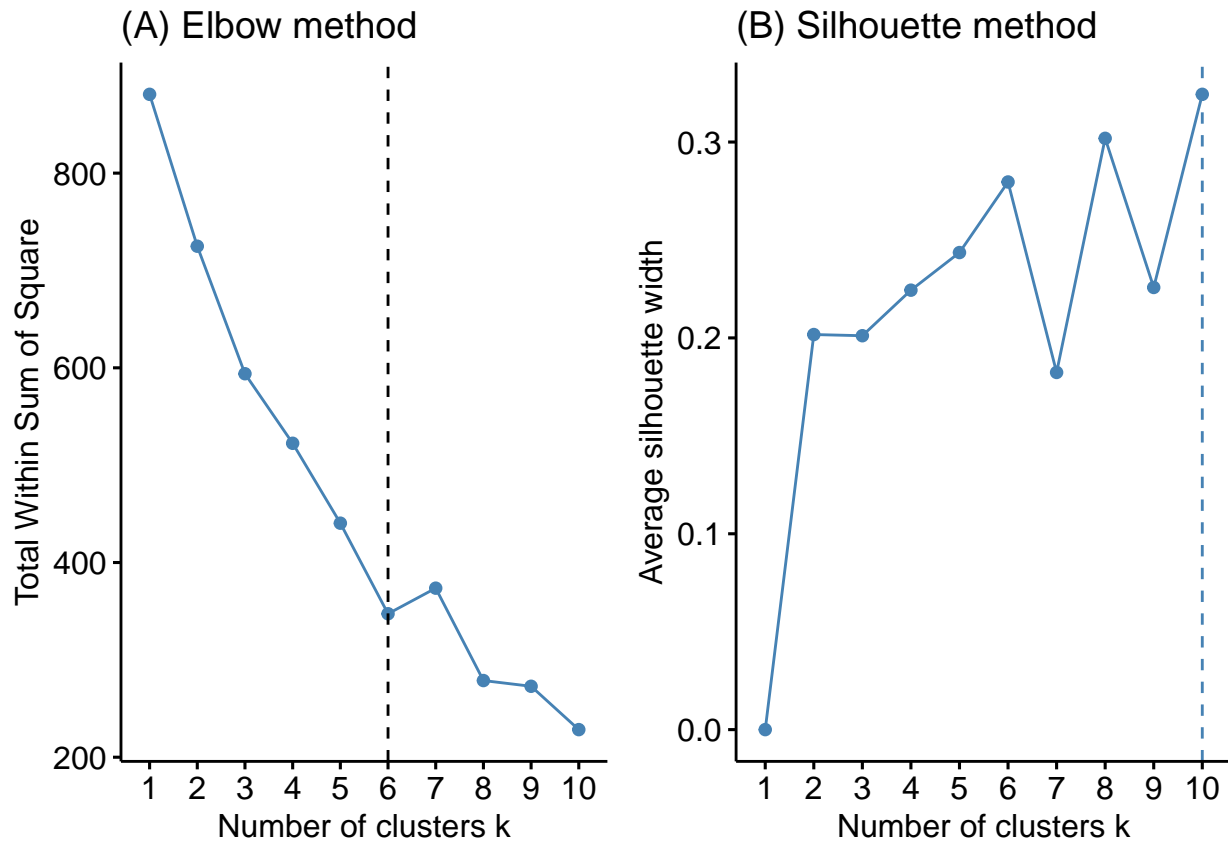 (A) Elbow method
Total Within Sum of Square
800
600
400
200
1 2 3 4 5 6 7 8 9 10
Number of clusters k
(B) Silhouette method
Average silhouette width
0.3
0.2
0.1
0.0
1 2 3 4 5 6 7 8 9 10
Number of clusters k